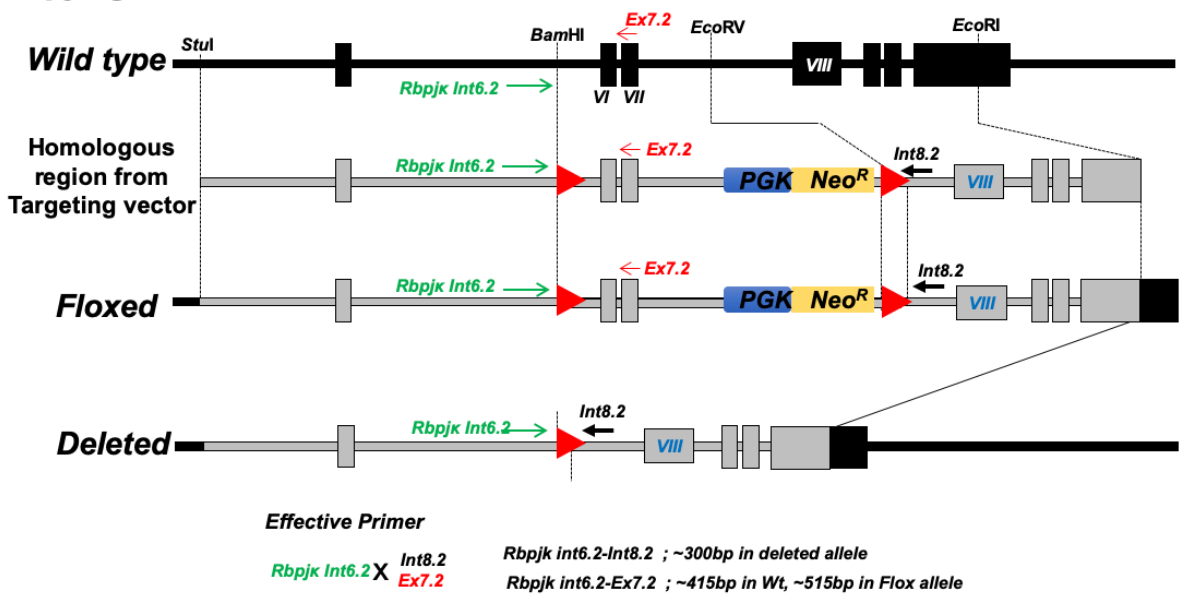 Ex7.2
StuI
BamHI
EcoRV
EcoRI
Wild type
VIII
Rbpjκ Int6.2
VI
VII
Homologous
region from
Targeting vector
Rbpjκ Int6.2
Ex7.2
PGK
NeoR
Int8.2
VIII
Floxed
Rbpjκ Int6.2
Ex7.2
PGK
NeoR
Int8.2
VIII
Deleted
Rbpjκ Int6.2
Int8.2
VIII
Effective Primer
Rbpjκ Int6.2 X Int8.2
Ex7.2
Rbpjk int6.2-Int8.2 ; ~300bp in deleted allele
Rbpjk int6.2-Ex7.2 ; ~415bp in Wt, ~515bp in Flox allele